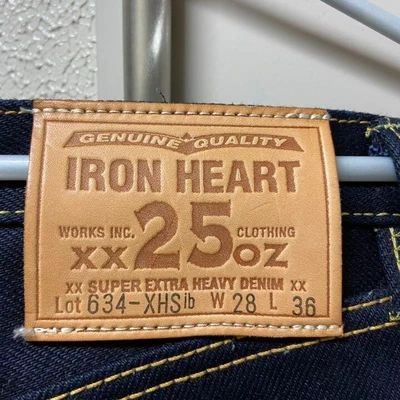 GENUINE QUALITY
IRON HEART
WORKS INC. CLOTHING
XX 25 OZ
XX SUPER EXTRA HEAVY DENIM XX
Lot 634-XHSib W 28 L 36